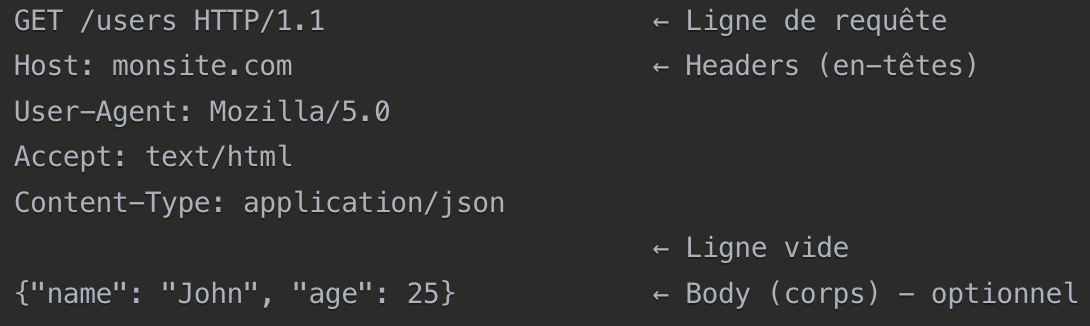 GET /users HTTP/1.1 ← Ligne de requête
Host: monsite.com ← Headers (en-têtes)
User-Agent: Mozilla/5.0
Accept: text/html
Content-Type: application/json
← Ligne vide
{"name": "John", "age": 25} ← Body (corps) - optionnel